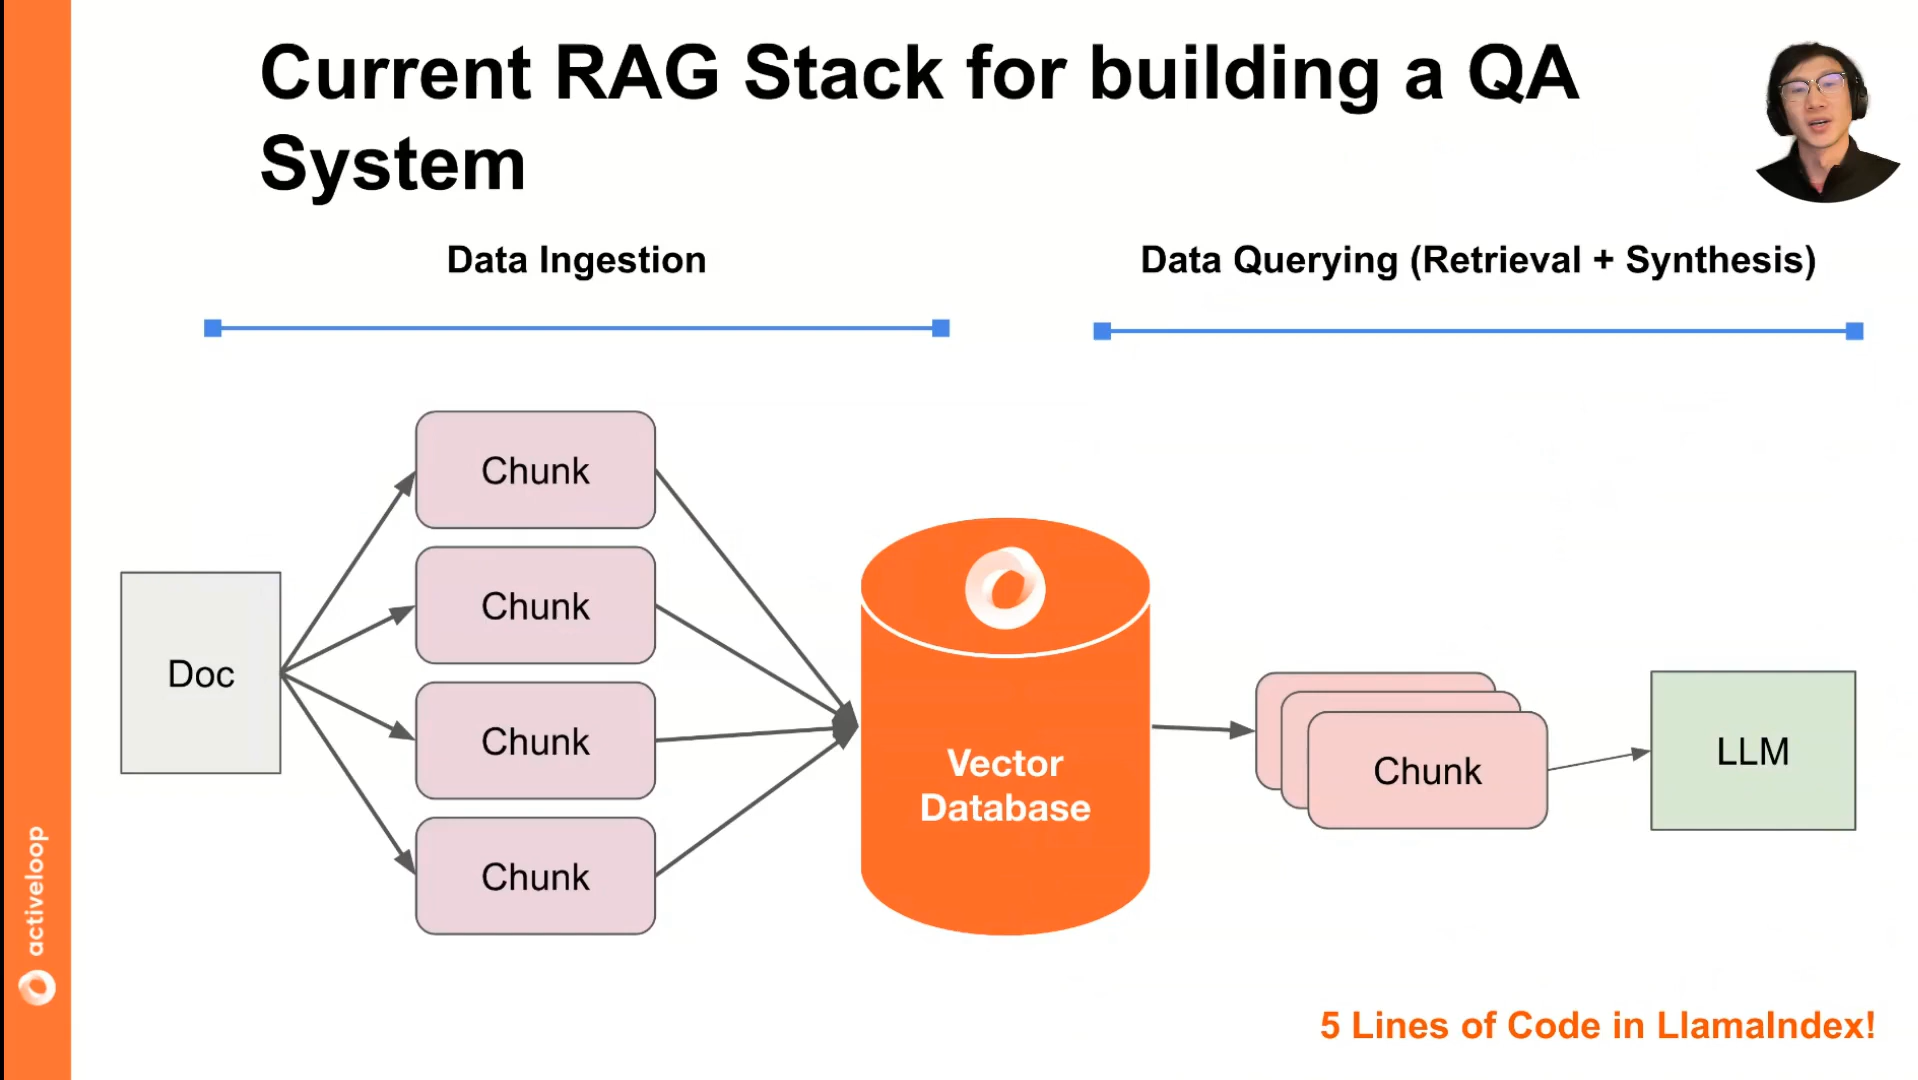 Current RAG Stack for building a QA
System
Data Ingestion
Data Querying (Retrieval + Synthesis)
Doc
Chunk
Chunk
Chunk
Chunk
Vector
Database
Chunk
LLM
activeloop
5 Lines of Code in LlamaIndex!